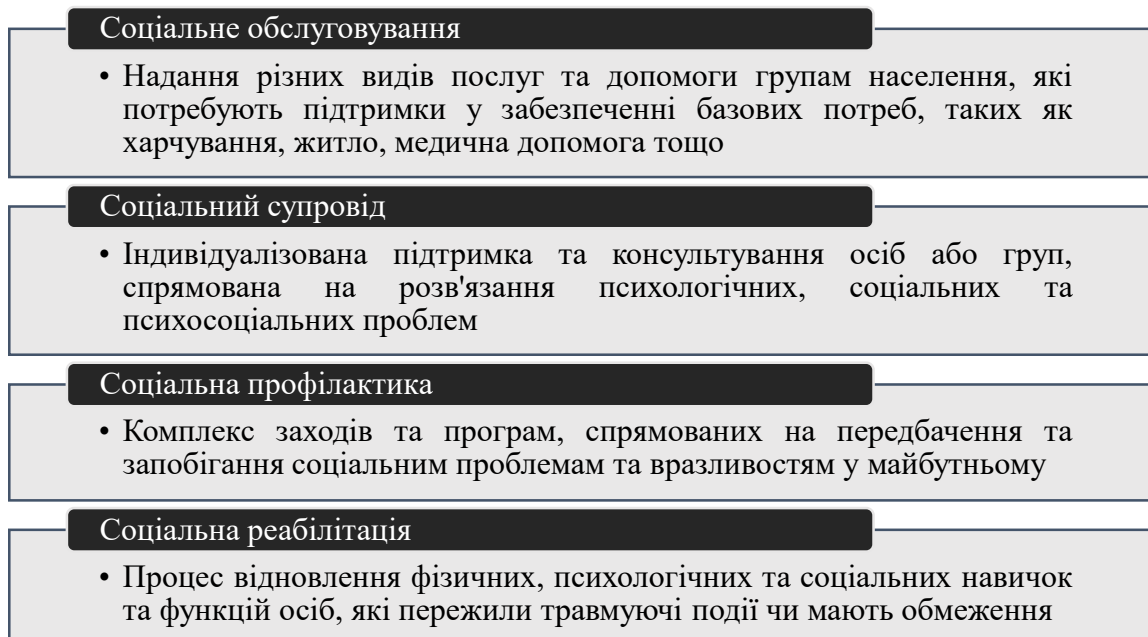 Соціальне обслуговування
• Надання різних видів послуг та допомоги групам населення, які
потребують підтримки у забезпеченні базових потреб, таких як
харчування, житло, медична допомога тощо
Соціальний супровід
• Індивідуалізована підтримка та консультування осіб або груп,
спрямована на розв'язання психологічних, соціальних та
психосоціальних проблем
Соціальна профілактика
• Комплекс заходів та програм, спрямованих на передбачення та
запобігання соціальним проблемам та вразливостям у майбутньому
Соціальна реабілітація
• Процес відновлення фізичних, психологічних та соціальних навичок
та функцій осіб, які пережили травмуючі події чи мають обмеження